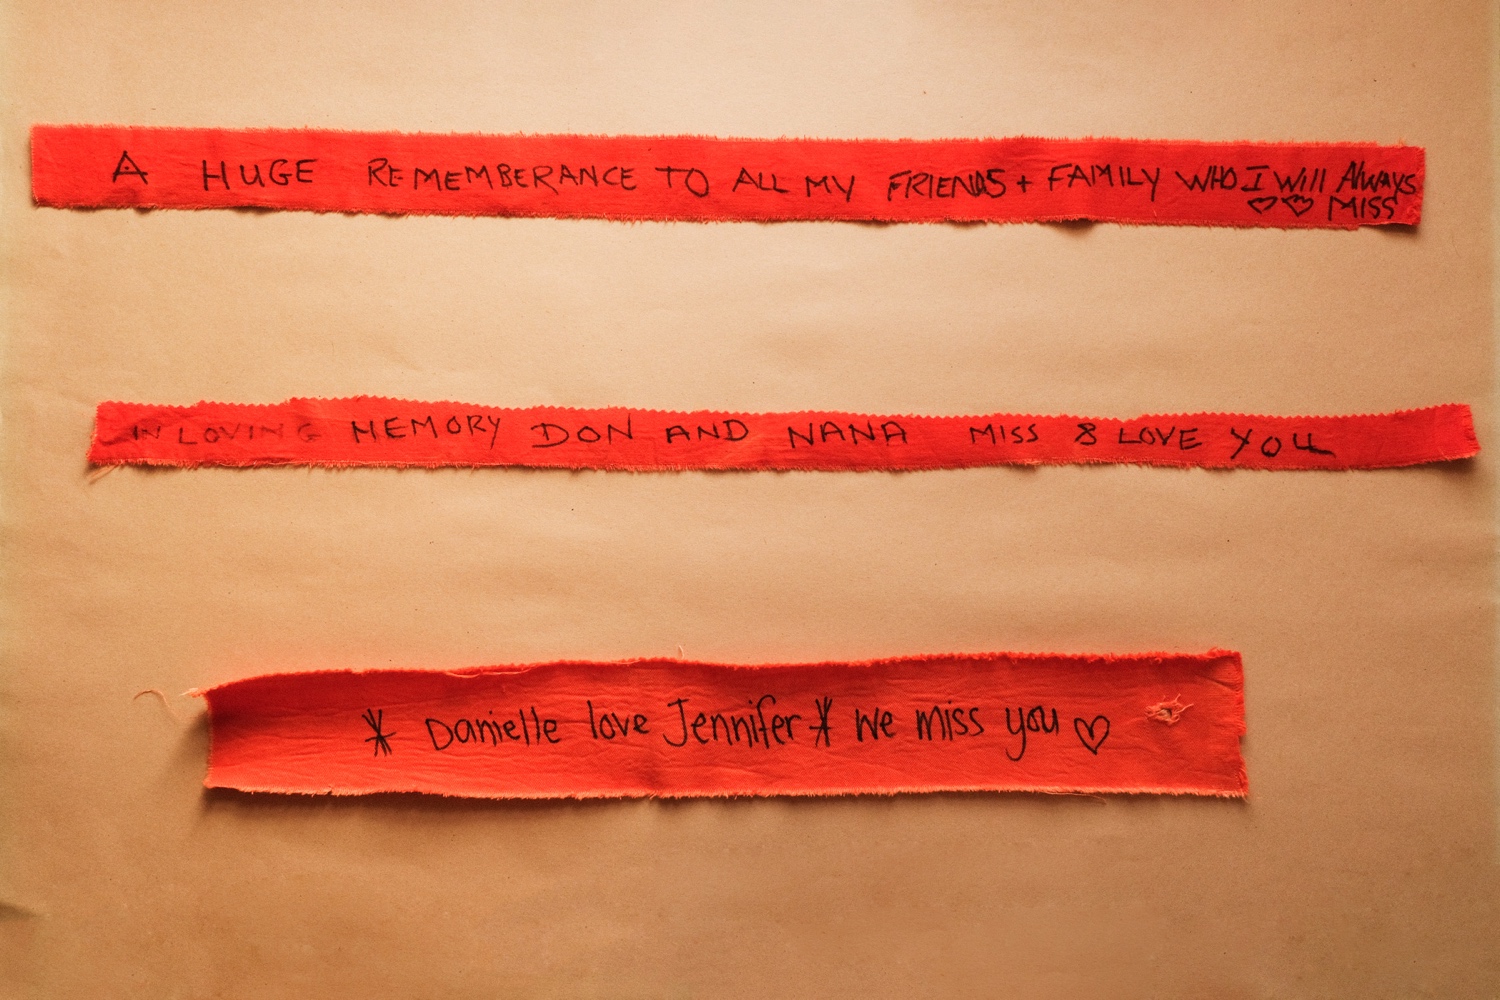 A HUGE REMEMBERANCE TO ALL MY FRIENDS + FAMILY WHO I Will Always
♡♡ MISS
IN LOVING MEMORY DON AND NANA MISS & LOVE YOU
* Danielle love Jennifer * We miss you ♡